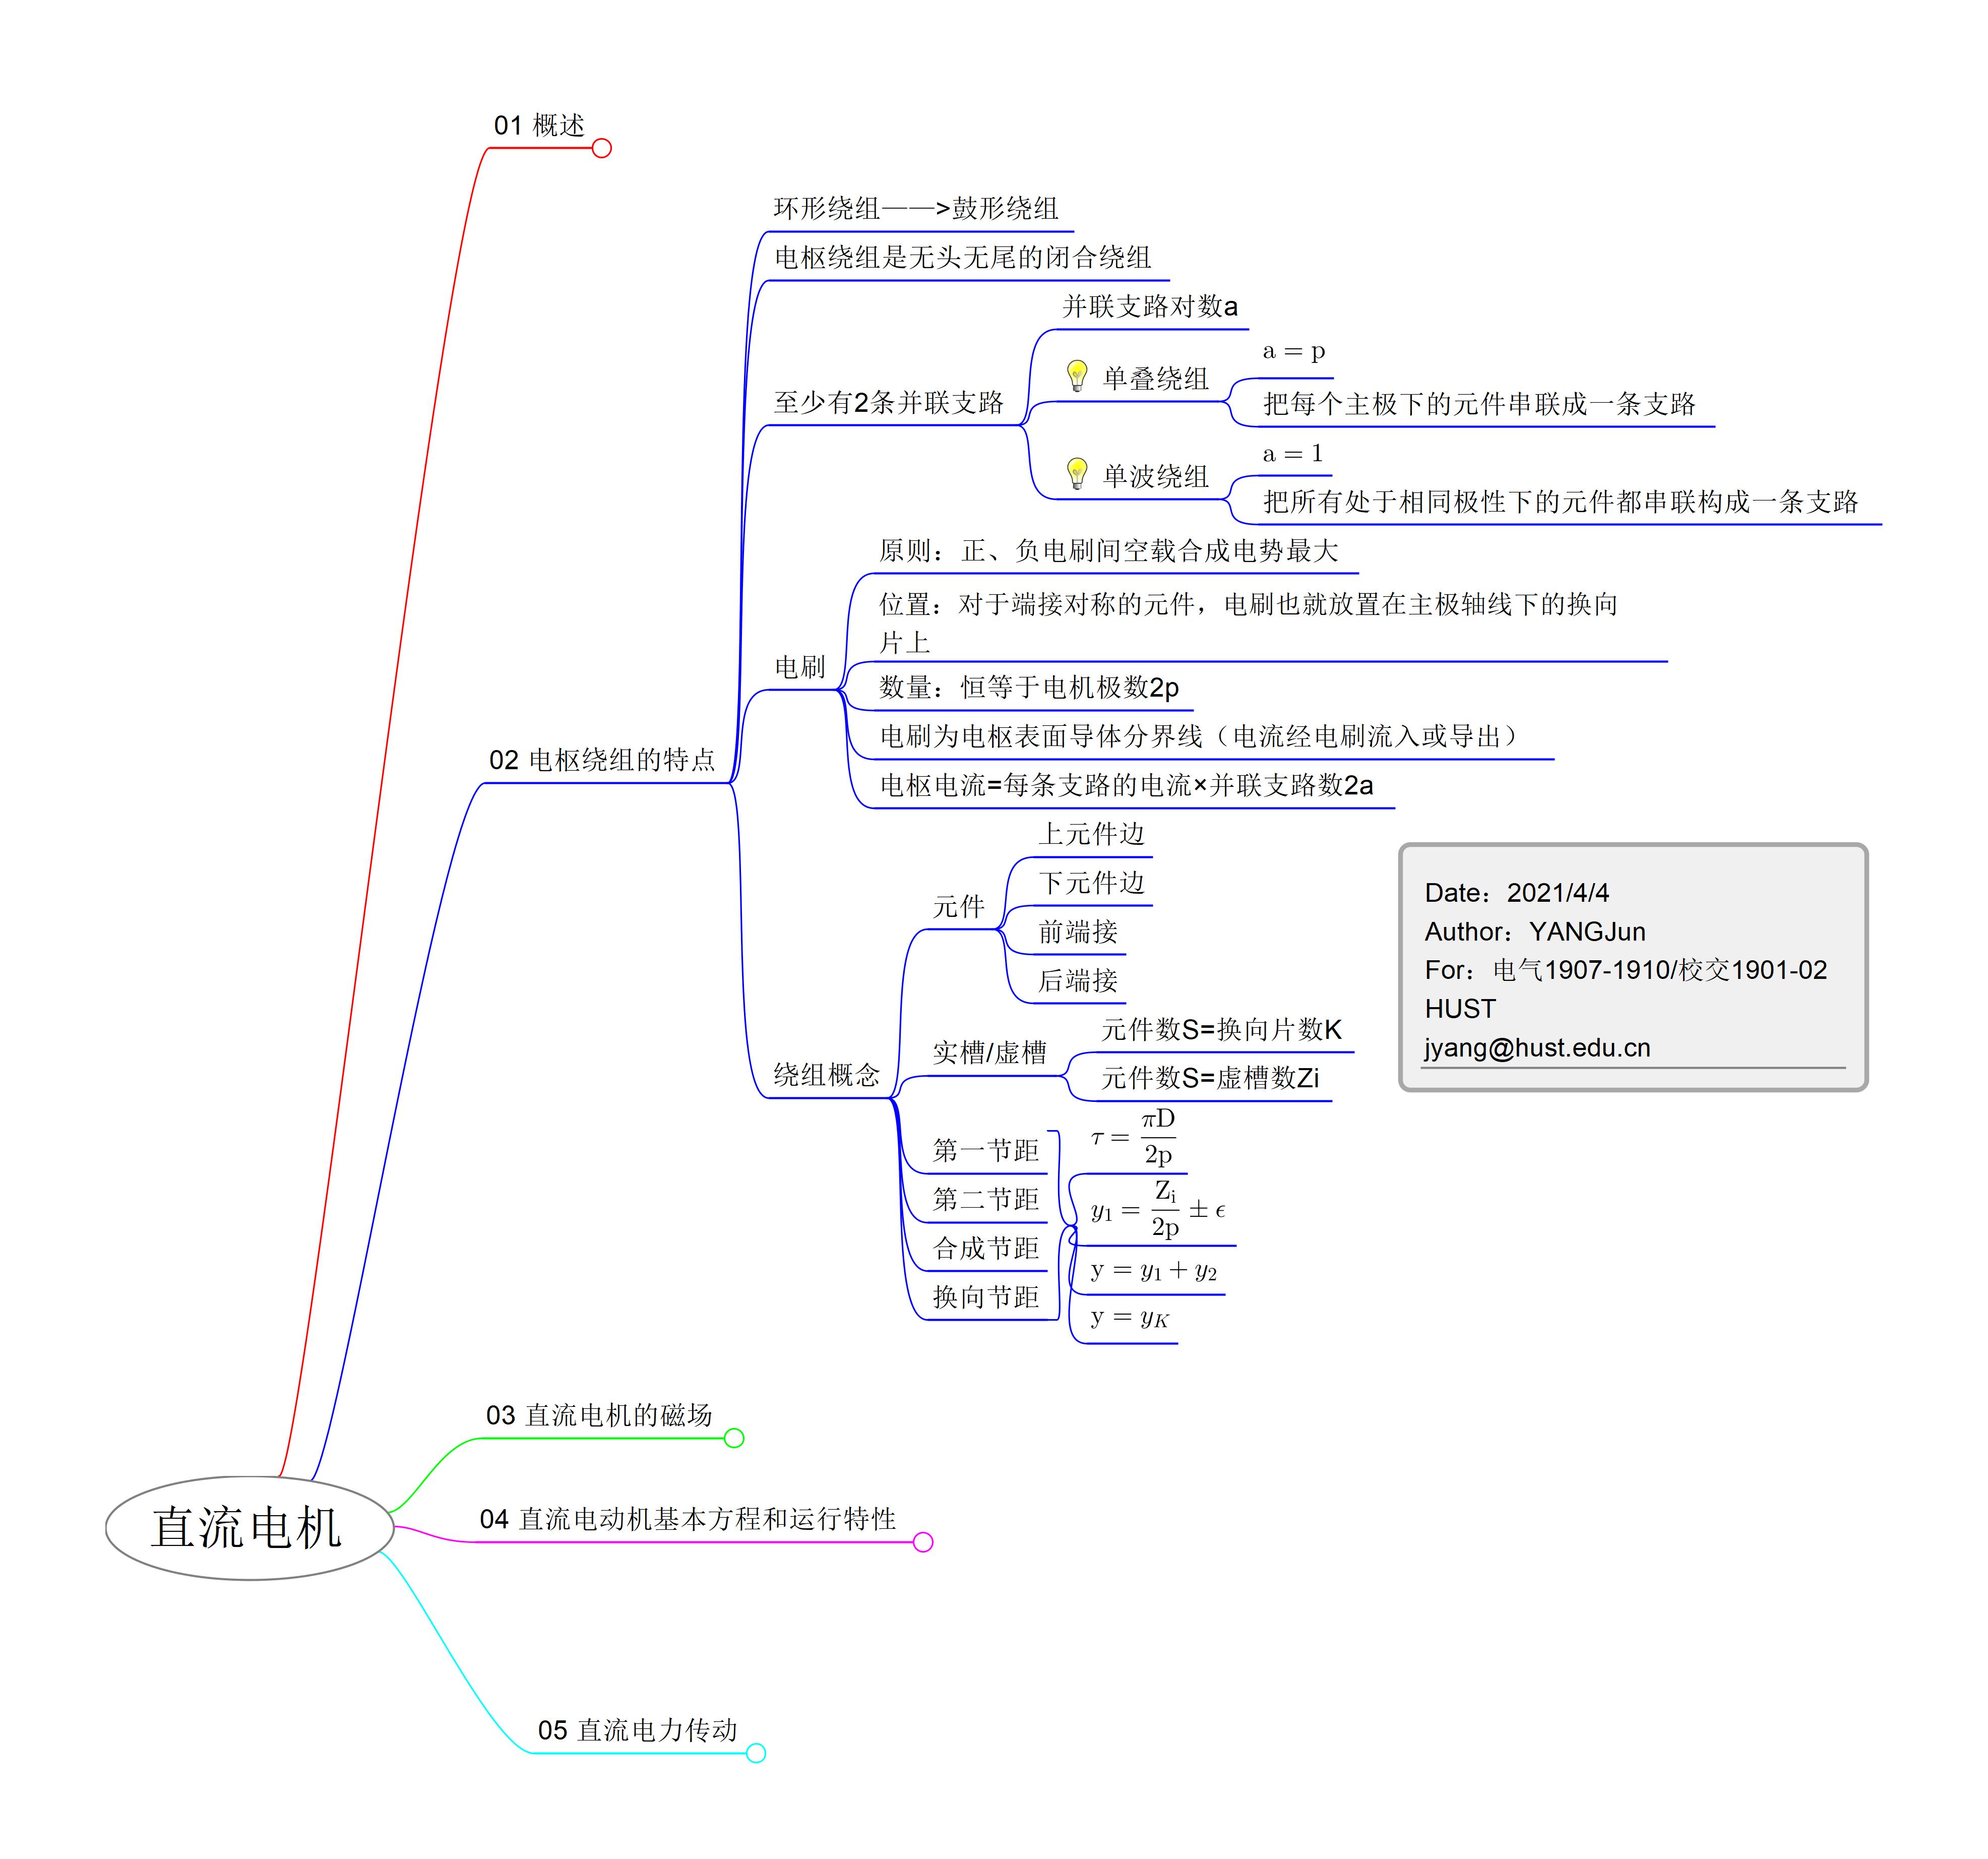 01 概述
环形绕组——>鼓形绕组
电枢绕组是无头无尾的闭合绕组
并联支路对数a
a = p
单叠绕组
至少有2条并联支路
把每个主极下的元件串联成一条支路
a = 1
单波绕组
把所有处于相同极性下的元件都串联构成一条支路
原则：正、负电刷间空载合成电势最大
位置：对于端接对称的元件，电刷也就放置在主极轴线下的换向
片上
电刷
数量：恒等于电机极数2p
电刷为电枢表面导体分界线（电流经电刷流入或导出）
02 电枢绕组的特点
电枢电流=每条支路的电流×并联支路数2a
上元件边
下元件边
元件
前端接
后端接
元件数S=换向片数K
实槽/虚槽
元件数S=虚槽数Zi
绕组概念
第一节距
第二节距
合成节距
换向节距
τ = πD/2p
y₁ = Zᵢ/2p ± ϵ
y = y₁ + y₂
y = y_K
Date：2021/4/4
Author：YANGJun
For：电气1907-1910/校交1901-02
HUST
jyang@hust.edu.cn
03 直流电机的磁场
直流电机
04 直流电动机基本方程和运行特性
05 直流电力传动